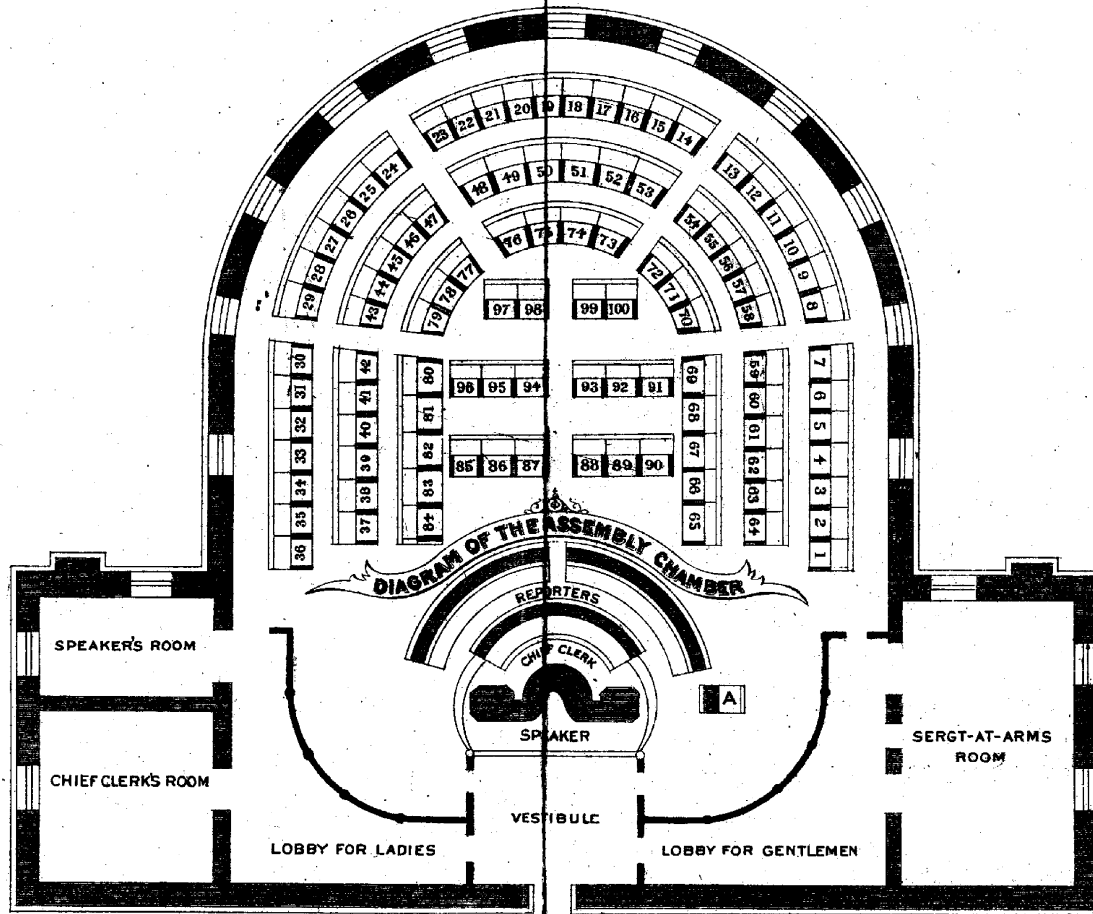 23 22 21 20 19 18 17 16 15 14
24 25 26 27 28 29
13 12 11 10 9 8
48 49 50 51 52 53
47 46 45 44 43
54 55 56 57 58
76 75 74 73
77 78 79
72 71 70
97 98 99 100
30 31 32 33 34 35 36
42 41 40 39 38 37
80 81 82 83 84
96 95 94 93 92 91
85 86 87 88 89 90
69 68 67 66 65
59 60 61 62 63 64
7 6 5 4 3 2 1
DIAGRAM OF THE ASSEMBLY CHAMBER
REPORTERS
CHIEF CLERK
SPEAKER
A
SPEAKER'S ROOM
CHIEF CLERK'S ROOM
SERGT-AT-ARMS
ROOM
VESTIBULE
LOBBY FOR LADIES
LOBBY FOR GENTLEMEN